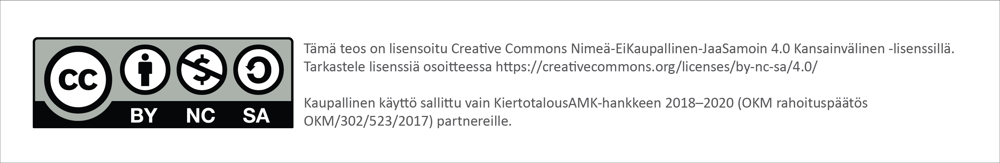 cc
BY NC SA
Tämä teos on lisensoitu Creative Commons Nimeä-EiKaupallinen-JaaSamoin 4.0 Kansainvälinen -lisenssillä.
Tarkastele lisenssiä osoitteessa https://creativecommons.org/licenses/by-nc-sa/4.0/
Kaupallinen käyttö sallittu vain KiertotalousAMK-hankkeen 2018–2020 (OKM rahoituspäätös
OKM/302/523/2017) partnereille.